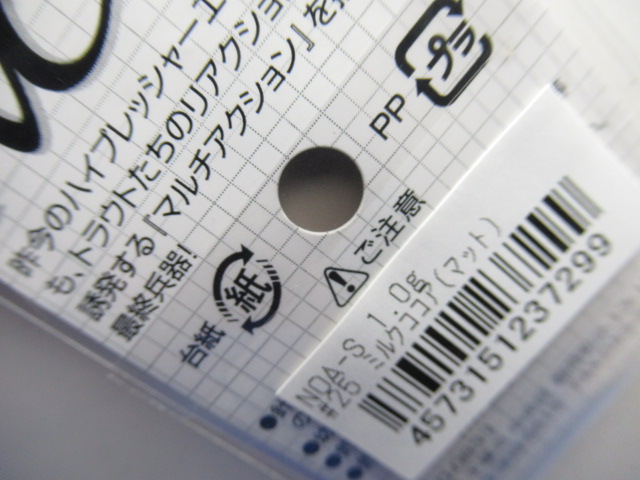 昨今のハイプレッシャーエ
も、トラウトたちのリアクショ
誘発する『マルチアクション』を
最終兵器!
PP
プラ
台紙
紙
ご注意
NOA-S 1.0g
#25 ミルクココア(マット)
4573151237299